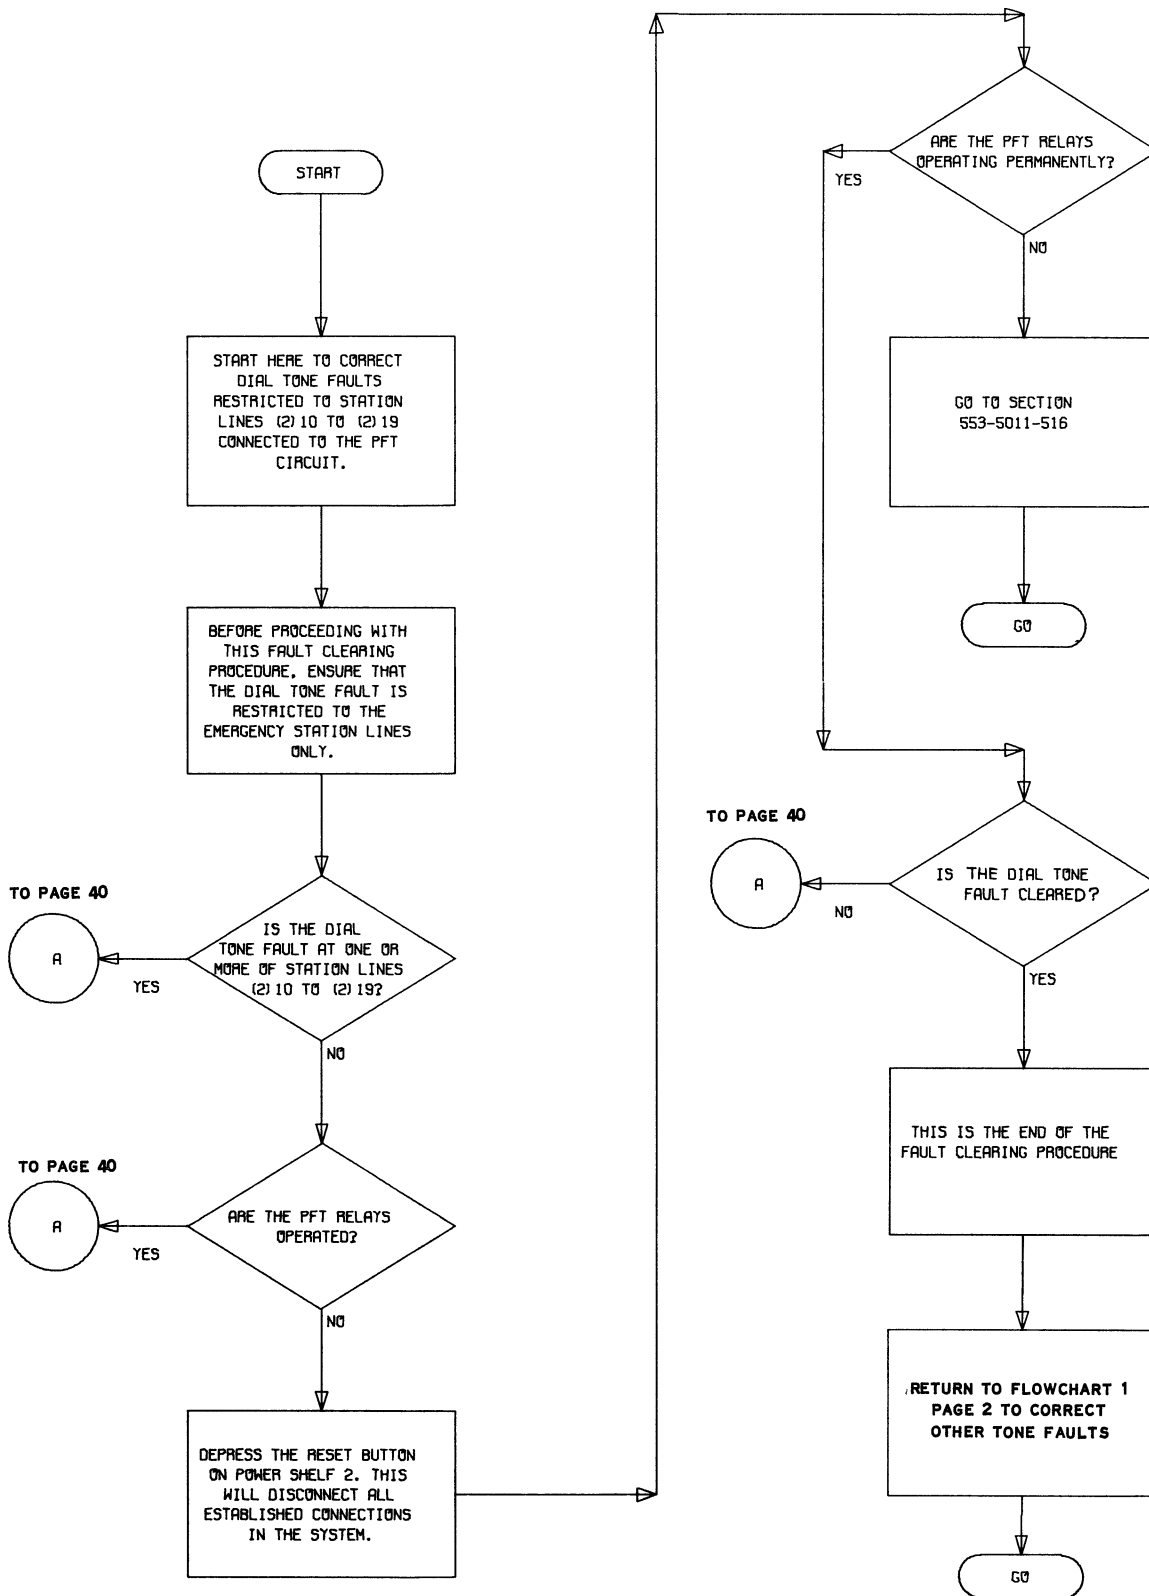 START
START HERE TO CORRECT
DIAL TONE FAULTS
RESTRICTED TO STATION
LINES (2)10 TO (2)19
CONNECTED TO THE PFT
CIRCUIT.
BEFORE PROCEEDING WITH
THIS FAULT CLEARING
PROCEDURE, ENSURE THAT
THE DIAL TONE FAULT IS
RESTRICTED TO THE
EMERGENCY STATION LINES
ONLY.
TO PAGE 40
A
YES
IS THE DIAL
TONE FAULT AT ONE OR
MORE OF STATION LINES
(2)10 TO (2)19?
NO
TO PAGE 40
A
YES
ARE THE PFT RELAYS
OPERATED?
NO
DEPRESS THE RESET BUTTON
ON POWER SHELF 2. THIS
WILL DISCONNECT ALL
ESTABLISHED CONNECTIONS
IN THE SYSTEM.
ARE THE PFT RELAYS
OPERATING PERMANENTLY?
YES
NO
GO TO SECTION
553-5011-516
GO
TO PAGE 40
A
NO
IS THE DIAL TONE
FAULT CLEARED?
YES
THIS IS THE END OF THE
FAULT CLEARING PROCEDURE
RETURN TO FLOWCHART 1
PAGE 2 TO CORRECT
OTHER TONE FAULTS
GO